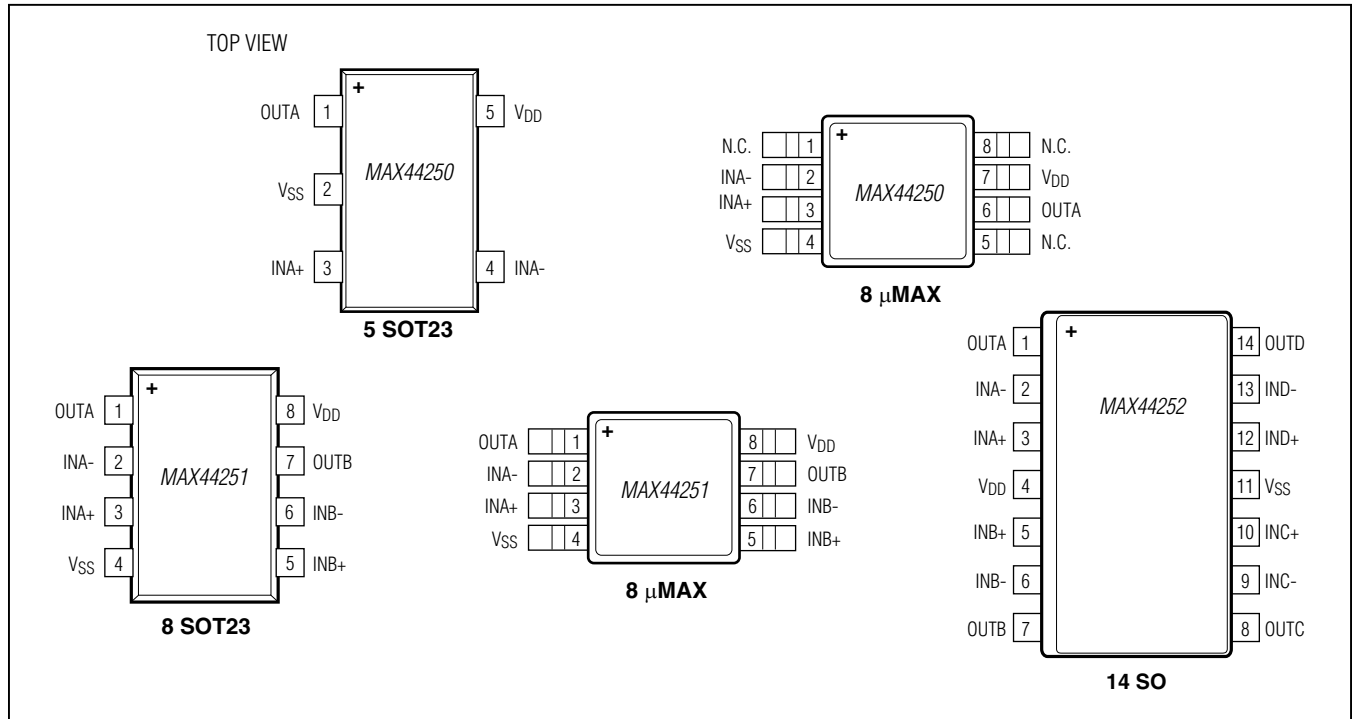 TOP VIEW
+
OUTA 1
5 VDD
MAX44250
VSS 2
INA+ 3
4 INA-
5 SOT23
+
N.C. 1
8 N.C.
INA- 2
7 VDD
MAX44250
INA+ 3
6 OUTA
VSS 4
5 N.C.
8 µMAX
+
OUTA 1
8 VDD
INA- 2
7 OUTB
MAX44251
INA+ 3
6 INB-
VSS 4
5 INB+
8 SOT23
+
OUTA 1
8 VDD
INA- 2
7 OUTB
MAX44251
INA+ 3
6 INB-
VSS 4
5 INB+
8 µMAX
+
OUTA 1
14 OUTD
INA- 2
13 IND-
MAX44252
INA+ 3
12 IND+
VDD 4
11 VSS
INB+ 5
10 INC+
INB- 6
9 INC-
OUTB 7
8 OUTC
14 SO